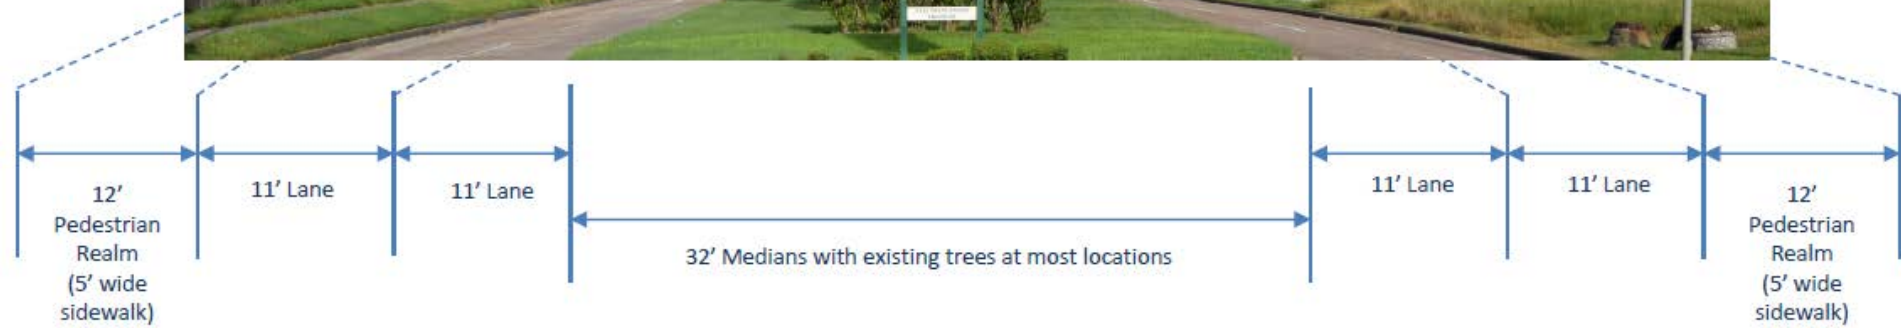 12'
Pedestrian
Realm
(5' wide
sidewalk)
11' Lane
11' Lane
32' Medians with existing trees at most locations
11' Lane
11' Lane
12'
Pedestrian
Realm
(5' wide
sidewalk)